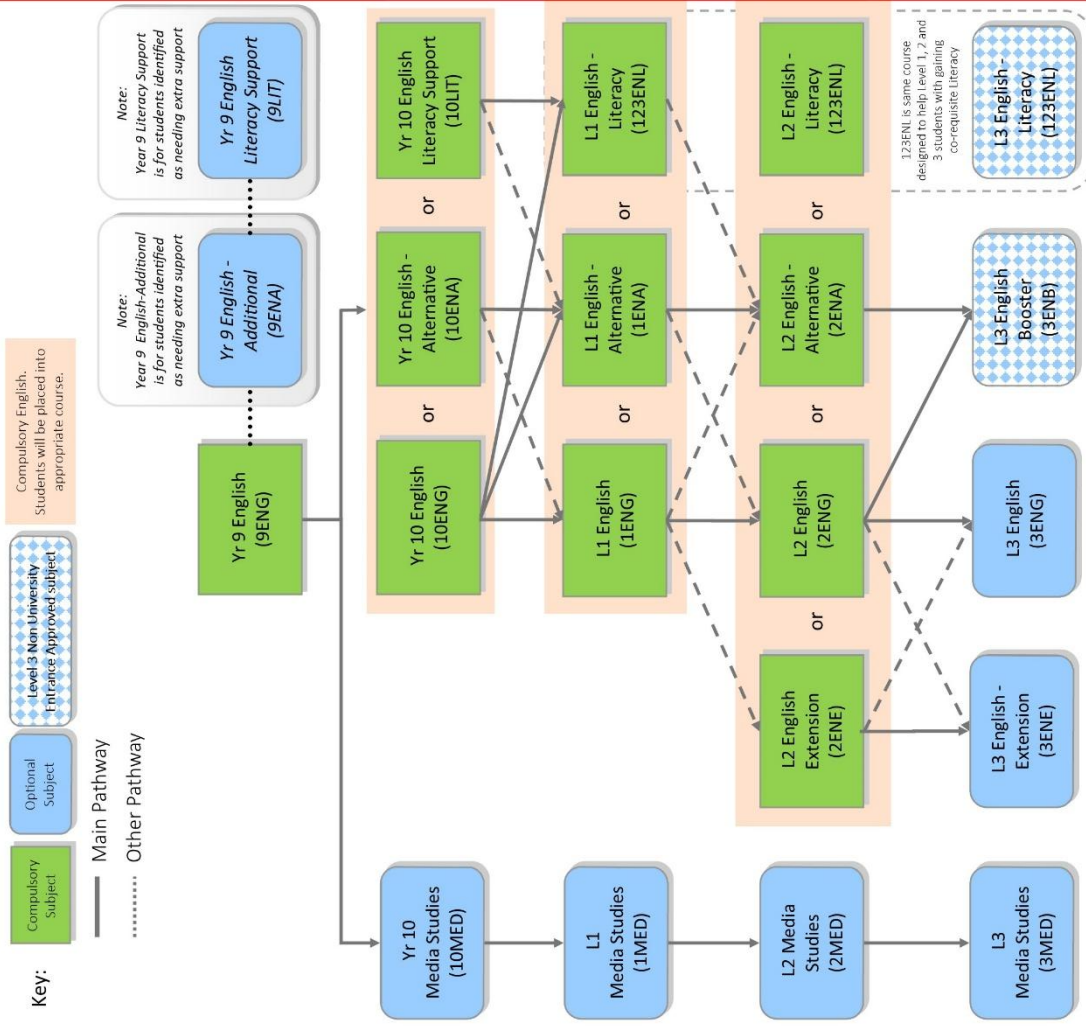 Key:
Compulsory
Subject
Optional
Subject
Level 3 Non University
Entrance Approved subject
Compulsory English.
Students will be placed into
appropriate course.
Main Pathway
Other Pathway
Yr 9 English
(9ENG)
Note:
Year 9 English-Additional
is for students identified
as needing extra support
Yr 9 English -
Additional
(9ENA)
Note:
Year 9 Literacy Support
is for students identified
as needing extra support
Yr 9 English
Literacy Support
(9LIT)
Yr 10
Media Studies
(10MED)
Yr 10 English
(10ENG)
or
Yr 10 English
Alternative
(10ENA)
or
Yr 10 English
Literacy Support
(10LIT)
L1
Media Studies
(1MED)
L1 English
(1ENG)
or
L1 English -
Alternative
(1ENA)
or
L1 English -
Literacy
(123ENL)
L2 Media
Studies
(2MED)
L2 English
Extension
(2ENE)
or
L2 English
(2ENG)
or
L2 English -
Alternative
(2ENA)
or
L2 English -
Literacy
(123ENL)
123ENL is same course
designed to help Level 1, 2 and
3 students with gaining
co-requisite Literacy
L3
Media Studies
(3MED)
L3 English -
Extension
(3ENE)
L3 English
(3ENG)
L3 English
Booster
(3ENB)
L3 English -
Literacy
(123ENL)